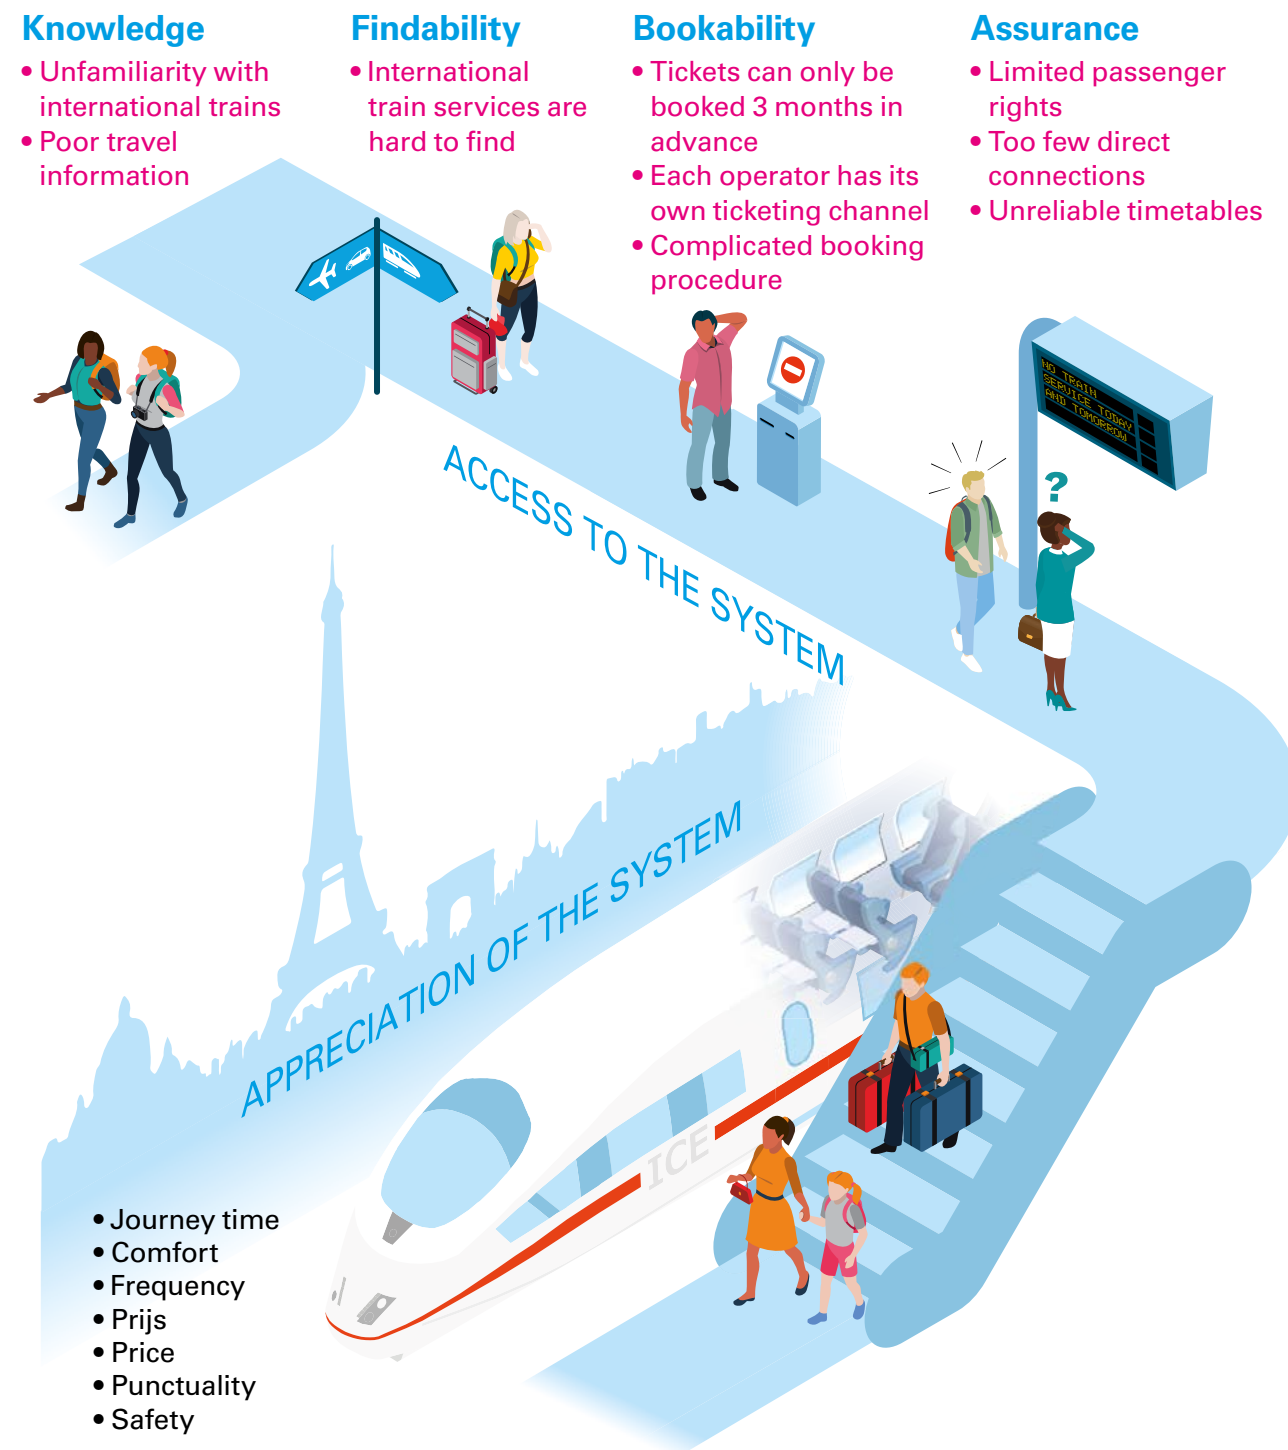 Knowledge
• Unfamiliarity with
international trains
• Poor travel
information
Findability
• International
train services are
hard to find
Bookability
• Tickets can only be
booked 3 months in
advance
• Each operator has its
own ticketing channel
• Complicated booking
procedure
Assurance
• Limited passenger
rights
• Too few direct
connections
• Unreliable timetables
NO TRAIN
SERVICE TODAY
AND TOMORROW
?
ACCESS TO THE SYSTEM
APPRECIATION OF THE SYSTEM
ICE
• Journey time
• Comfort
• Frequency
• Prijs
• Price
• Punctuality
• Safety